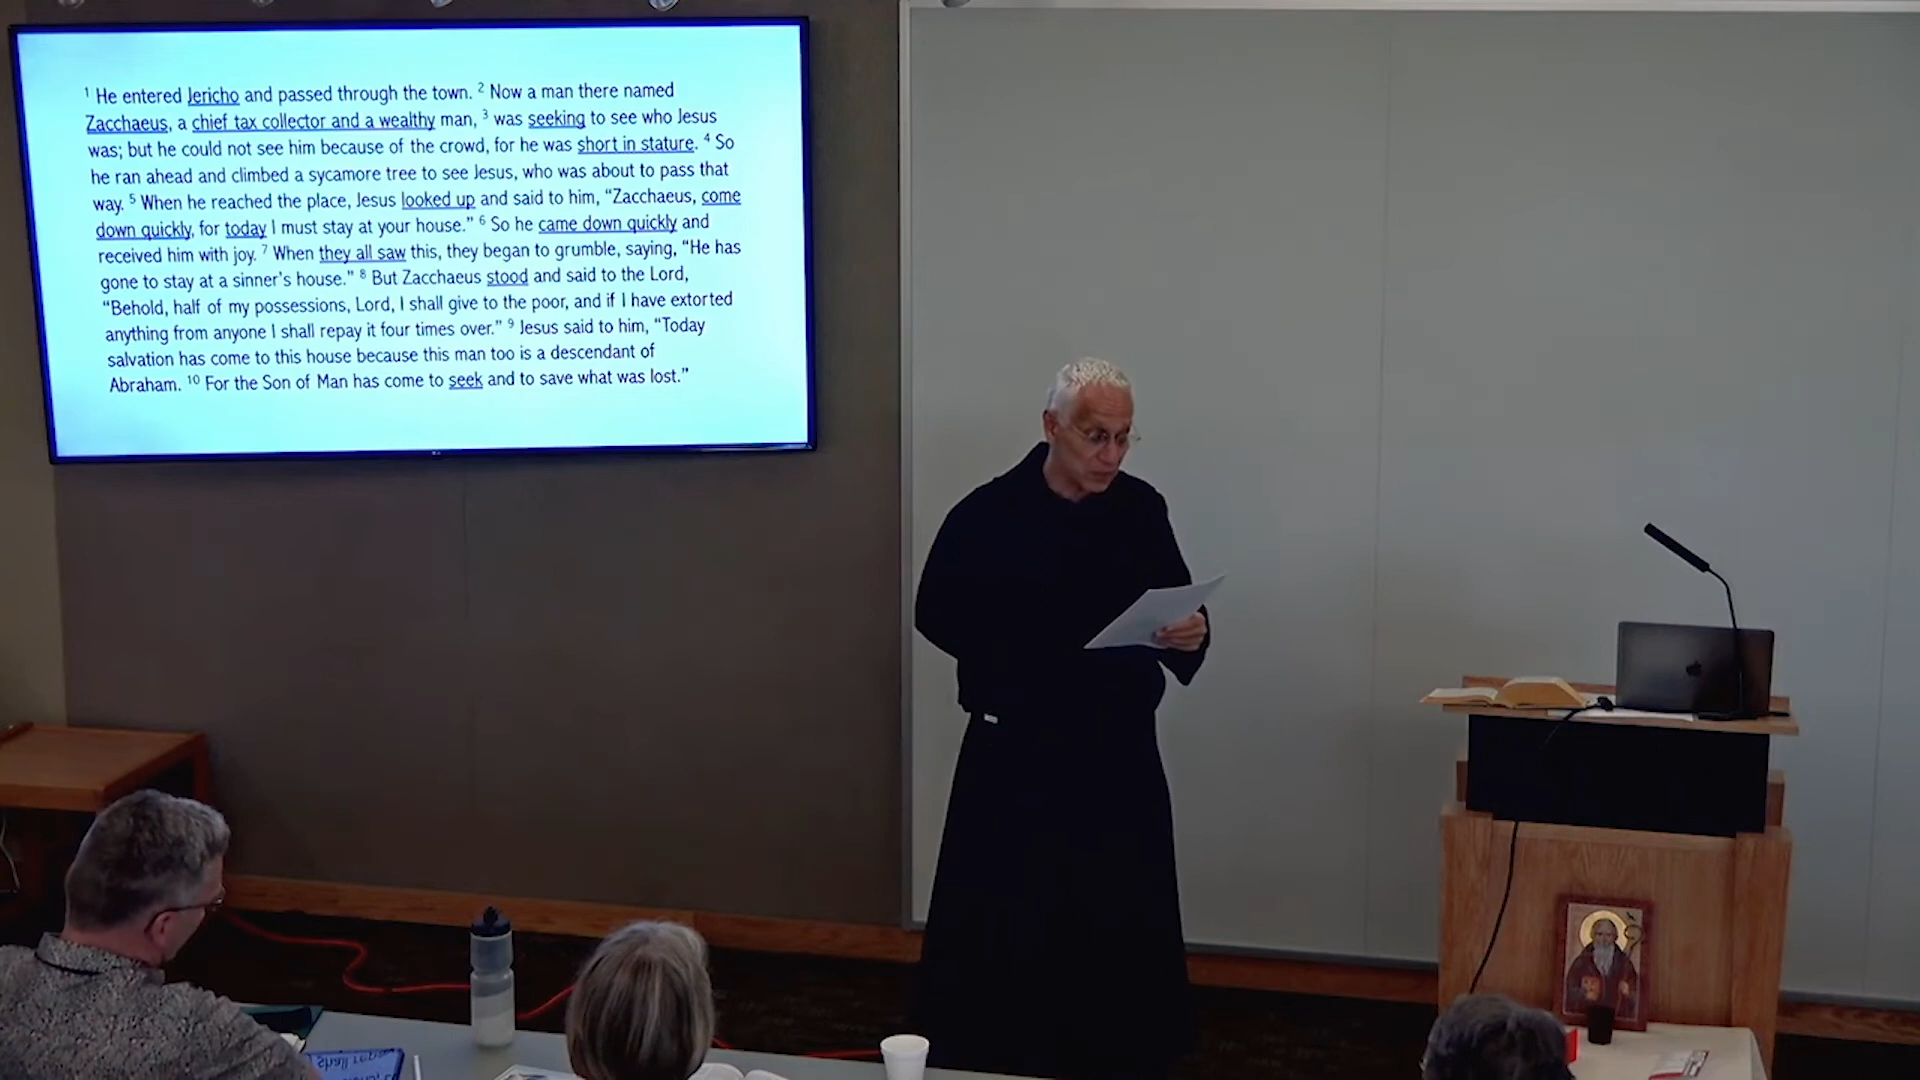 ¹ He entered Jericho and passed through the town. ² Now a man there named
Zacchaeus, a chief tax collector and a wealthy man, ³ was seeking to see who Jesus
was; but he could not see him because of the crowd, for he was short in stature. ⁴ So
he ran ahead and climbed a sycamore tree to see Jesus, who was about to pass that
way. ⁵ When he reached the place, Jesus looked up and said to him, “Zacchaeus, come
down quickly, for today I must stay at your house.” ⁶ So he came down quickly and
received him with joy. ⁷ When they all saw this, they began to grumble, saying, “He has
gone to stay at a sinner’s house.” ⁸ But Zacchaeus stood and said to the Lord,
“Behold, half of my possessions, Lord, I shall give to the poor, and if I have extorted
anything from anyone I shall repay it four times over.” ⁹ Jesus said to him, “Today
salvation has come to this house because this man too is a descendant of
Abraham. ¹⁰ For the Son of Man has come to seek and to save what was lost.”